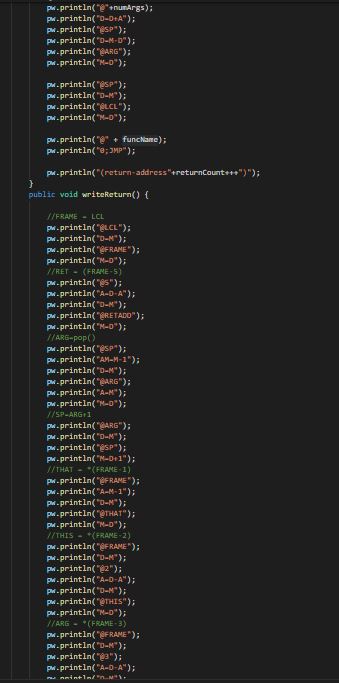 pw.println("@"+numArgs);
pw.println("D=D+A");
pw.println("@SP");
pw.println("D=M-D");
pw.println("@ARG");
pw.println("M=D");
pw.println("@SP");
pw.println("D=M");
pw.println("@LCL");
pw.println("M=D");
pw.println("@" + funcName);
pw.println("0;JMP");
pw.println("(return-address"+returnCount+++")");
}
public void writeReturn() {
//FRAME = LCL
pw.println("@LCL");
pw.println("D=M");
pw.println("@FRAME");
pw.println("M=D");
//RET = (FRAME-5)
pw.println("@5");
pw.println("A=D-A");
pw.println("D=M");
pw.println("@RETADD");
pw.println("M=D");
//ARG=pop()
pw.println("@SP");
pw.println("AM=M-1");
pw.println("D=M");
pw.println("@ARG");
pw.println("A=M");
pw.println("M=D");
//SP=ARG+1
pw.println("@ARG");
pw.println("D=M");
pw.println("@SP");
pw.println("M=D+1");
//THAT = *(FRAME-1)
pw.println("@FRAME");
pw.println("A=M-1");
pw.println("D=M");
pw.println("@THAT");
pw.println("M=D");
//THIS = *(FRAME-2)
pw.println("@FRAME");
pw.println("D=M");
pw.println("@2");
pw.println("A=D-A");
pw.println("D=M");
pw.println("@THIS");
pw.println("M=D");
//ARG = *(FRAME-3)
pw.println("@FRAME");
pw.println("D=M");
pw.println("@3");
pw.println("A=D-A");
pw.println("D=M");